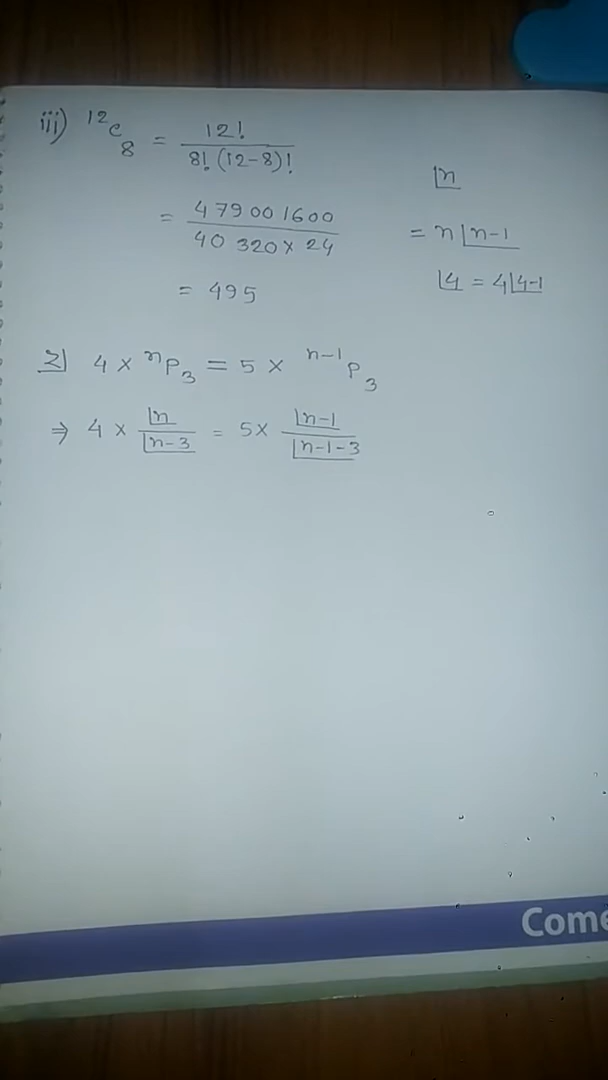 iii) ¹²C₈ = 12! / 8! (12-8)!
= 479001600 / 40320 × 24
= 495
⌊n
= n ⌊n-1
⌊4 = 4⌊4-1
2) 4 × ⁿP₃ = 5 × ⁿ⁻¹P₃
⇒ 4 × ⌊n / ⌊n-3 = 5 × ⌊n-1 / ⌊n-1-3